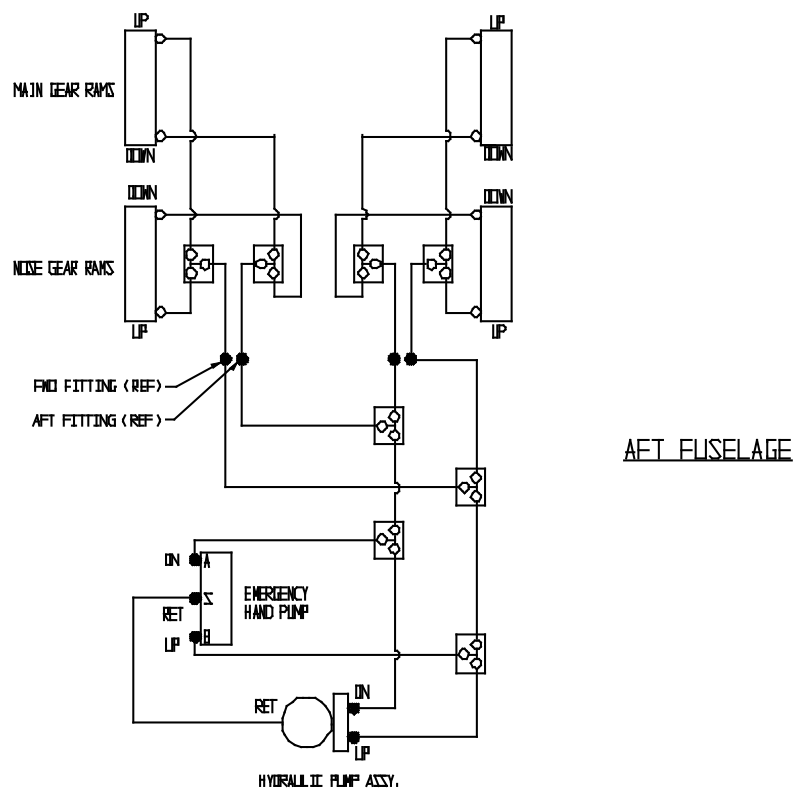 UP
UP
MAIN GEAR RAMS
DOWN
DOWN
DOWN
DOWN
NOSE GEAR RAMS
UP
UP
FWD FITTING (REF)
AFT FITTING (REF)
AFT FUSELAGE
DN
A
S
EMERGENCY
RET
HAND PUMP
B
UP
DN
RET
UP
HYDRAULIC PUMP ASSY.